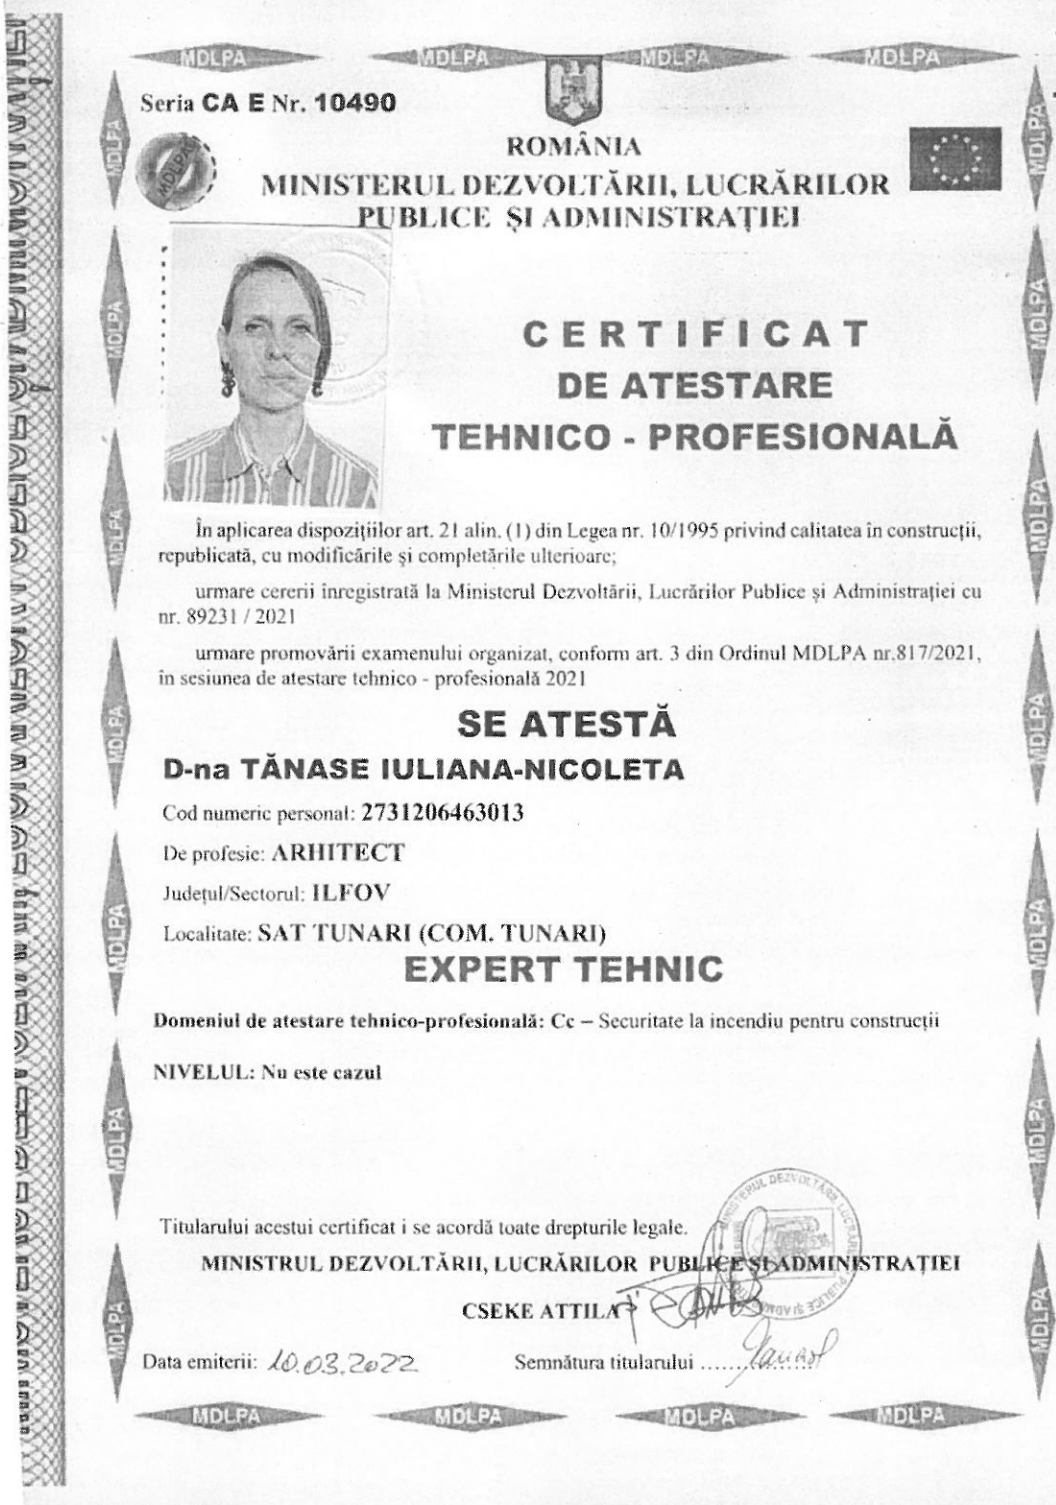 MDLPA MDLPA MDLPA MDLPA
Seria CA E Nr. 10490
MDLPA
ROMÂNIA
MINISTERUL DEZVOLTĂRII, LUCRĂRILOR
PUBLICE ȘI ADMINISTRAȚIEI
CERTIFICAT
DE ATESTARE
TEHNICO - PROFESIONALĂ
În aplicarea dispozițiilor art. 21 alin. (1) din Legea nr. 10/1995 privind calitatea în construcții,
republicată, cu modificările și completările ulterioare;
urmare cererii înregistrată la Ministerul Dezvoltării, Lucrărilor Publice și Administrației cu
nr. 89231 / 2021
urmare promovării examenului organizat, conform art. 3 din Ordinul MDLPA nr.817/2021,
în sesiunea de atestare tehnico - profesională 2021
SE ATESTĂ
D-na TĂNASE IULIANA-NICOLETA
Cod numeric personal: 2731206463013
De profesie: ARHITECT
Județul/Sectorul: ILFOV
Localitate: SAT TUNARI (COM. TUNARI)
EXPERT TEHNIC
Domeniul de atestare tehnico-profesională: Cc – Securitate la incendiu pentru construcții
NIVELUL: Nu este cazul
Titularului acestui certificat i se acordă toate drepturile legale.
MINISTRUL DEZVOLTĂRII, LUCRĂRILOR PUBLICE ȘI ADMINISTRAȚIEI
CSEKE ATTILA
Data emiterii: 10.03.2022
Semnătura titularului ..............
MDLPA MDLPA MDLPA MDLPA